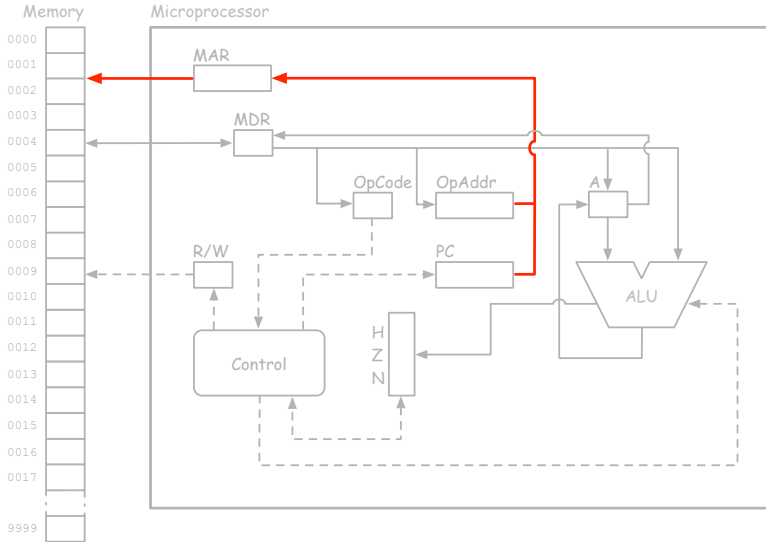 Memory
Microprocessor
0000
0001
0002
0003
0004
0005
0006
0007
0008
0009
0010
0011
0012
0013
0014
0015
0016
0017
9999
MAR
MDR
OpCode
OpAddr
A
R/W
PC
ALU
H
Z
N
Control